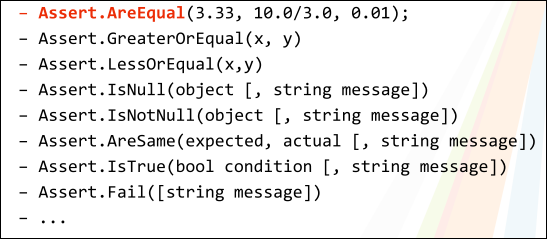 – Assert.AreEqual(3.33, 10.0/3.0, 0.01);
– Assert.GreaterOrEqual(x, y)
– Assert.LessOrEqual(x,y)
– Assert.IsNull(object [, string message])
– Assert.IsNotNull(object [, string message])
– Assert.AreSame(expected, actual [, string message])
– Assert.IsTrue(bool condition [, string message])
– Assert.Fail([string message])
– ...